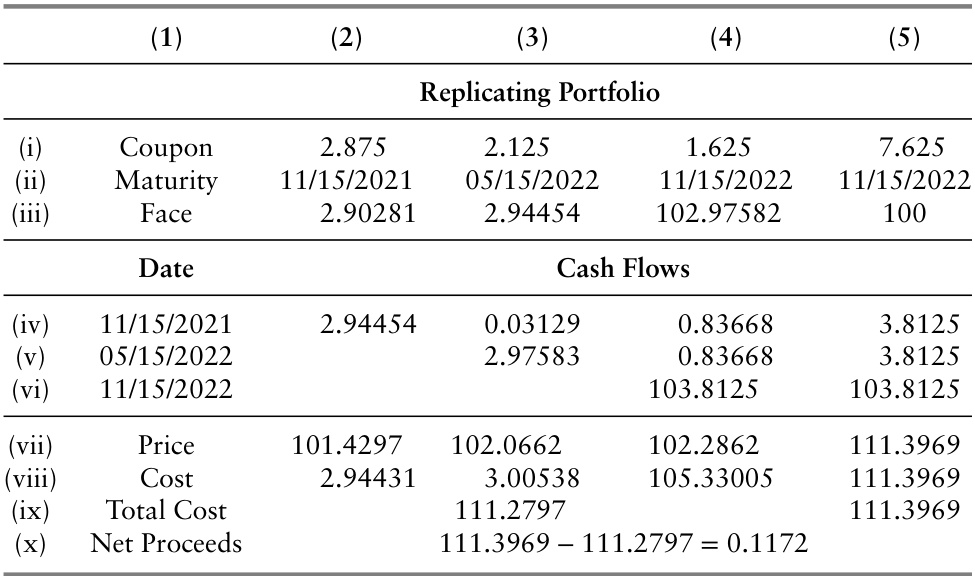 (1) (2) (3) (4) (5)
Replicating Portfolio
(i) Coupon 2.875 2.125 1.625 7.625
(ii) Maturity 11/15/2021 05/15/2022 11/15/2022 11/15/2022
(iii) Face 2.90281 2.94454 102.97582 100
Date Cash Flows
(iv) 11/15/2021 2.94454 0.03129 0.83668 3.8125
(v) 05/15/2022 2.97583 0.83668 3.8125
(vi) 11/15/2022 103.8125 103.8125
(vii) Price 101.4297 102.0662 102.2862 111.3969
(viii) Cost 2.94431 3.00538 105.33005 111.3969
(ix) Total Cost 111.2797 111.3969
(x) Net Proceeds 111.3969 – 111.2797 = 0.1172